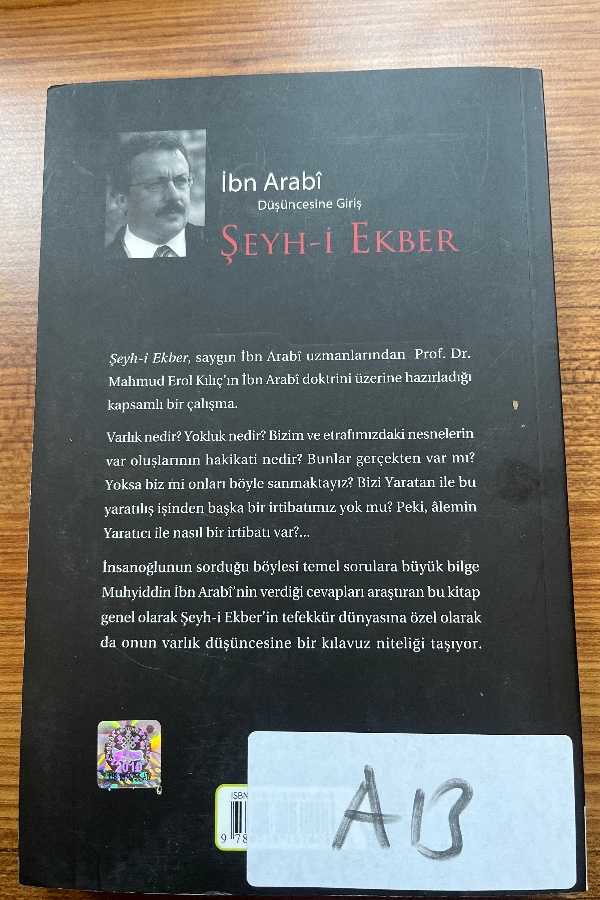 İbn Arabî
Düşüncesine Giriş
ŞEYH-İ EKBER
Şeyh-i Ekber, saygın İbn Arabî uzmanlarından Prof. Dr.
Mahmud Erol Kılıç'ın İbn Arabî doktrini üzerine hazırladığı
kapsamlı bir çalışma.
Varlık nedir? Yokluk nedir? Bizim ve etrafımızdaki nesnelerin
var oluşlarının hakikati nedir? Bunlar gerçekten var mı?
Yoksa biz mi onları böyle sanmaktayız? Bizi Yaratan ile bu
yaratılış işinden başka bir irtibatımız yok mu? Peki, âlemin
Yaratıcı ile nasıl bir irtibatı var?...
İnsanoğlunun sorduğu böylesi temel sorulara büyük bilge
Muhyiddin İbn Arabî'nin verdiği cevapları araştıran bu kitap
genel olarak Şeyh-i Ekber'in tefekkür dünyasına özel olarak
da onun varlık düşüncesine bir kılavuz niteliği taşıyor.
2010
ISBN
9 78
AB